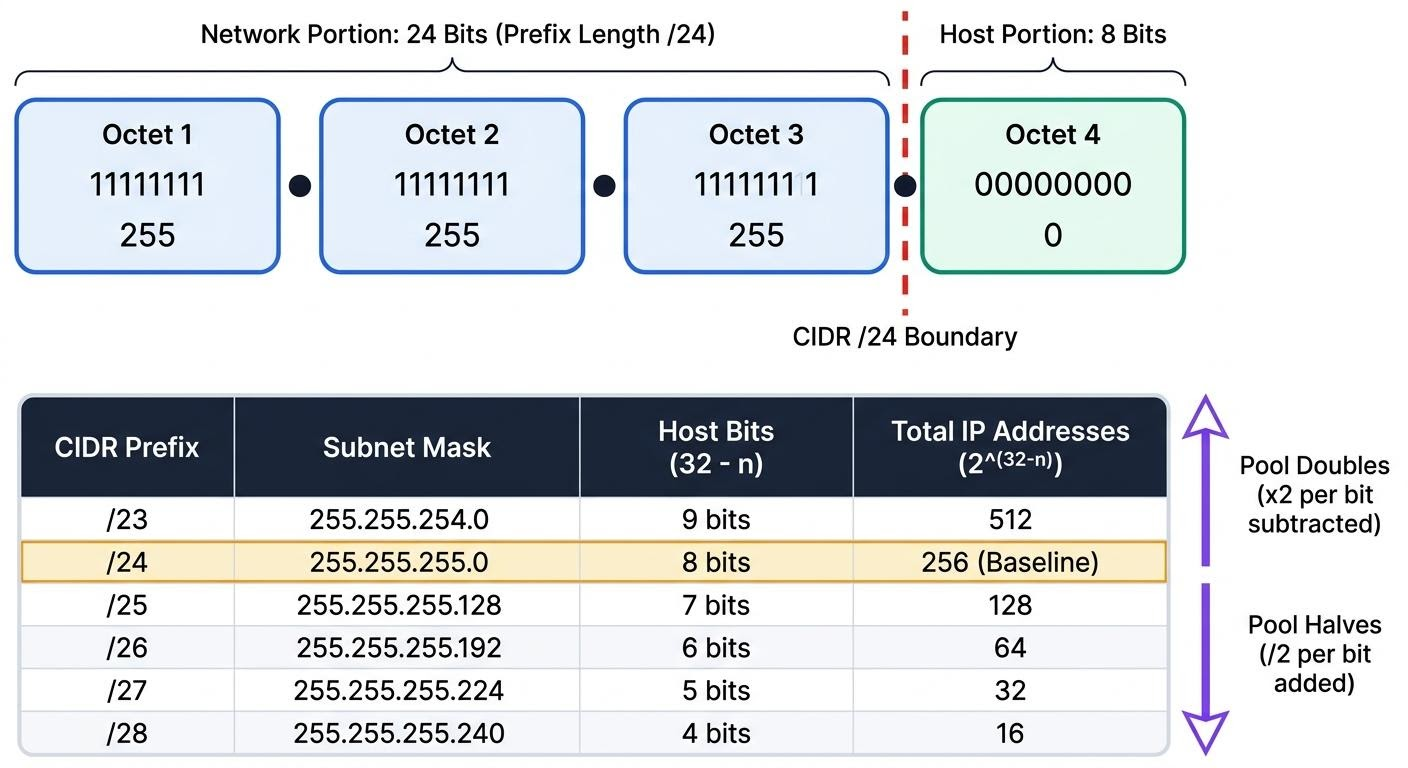 Network Portion: 24 Bits (Prefix Length /24)
Host Portion: 8 Bits
Octet 1
11111111
255
Octet 2
11111111
255
Octet 3
11111111
255
Octet 4
00000000
0
CIDR /24 Boundary
CIDR Prefix
Subnet Mask
Host Bits
(32 - n)
Total IP Addresses
(2^(32-n))
/23
255.255.254.0
9 bits
512
/24
255.255.255.0
8 bits
256 (Baseline)
/25
255.255.255.128
7 bits
128
/26
255.255.255.192
6 bits
64
/27
255.255.255.224
5 bits
32
/28
255.255.255.240
4 bits
16
Pool Doubles
(x2 per bit
subtracted)
Pool Halves
(/2 per bit
added)